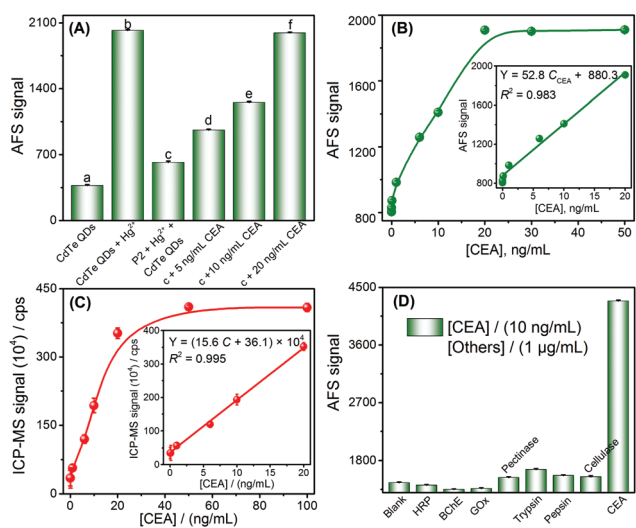 (A)
AFS signal
2100
1400
700
0
a
b
c
d
e
f
CdTe QDs
CdTe QDs + Hg²⁺
P2 + Hg²⁺ +
CdTe QDs
c + 5 ng/mL CEA
c +10 ng/mL CEA
c + 20 ng/mL CEA
(B)
AFS signal
2000
1600
1200
800
0 10 20 30 40 50
[CEA], ng/mL
Y = 52.8 C_CEA + 880.3
R² = 0.983
AFS signal
2000
1600
1200
800
0 5 10 15 20
[CEA], ng/mL
(C)
ICP-MS signal (10⁴) / cps
450
300
150
0
0 20 40 60 80 100
[CEA] / (ng/mL)
Y = (15.6 C + 36.1) × 10⁴
R² = 0.995
ICP-MS signal (10⁴) / cps
400
300
200
100
0
0 5 10 15 20
[CEA] / (ng/mL)
(D)
AFS signal
4500
3600
2700
1800
[CEA] / (10 ng/mL)
[Others] / (1 µg/mL)
Blank
HRP
BChE
GOx
Pectinase
Trypsin
Pepsin
Cellulase
CEA